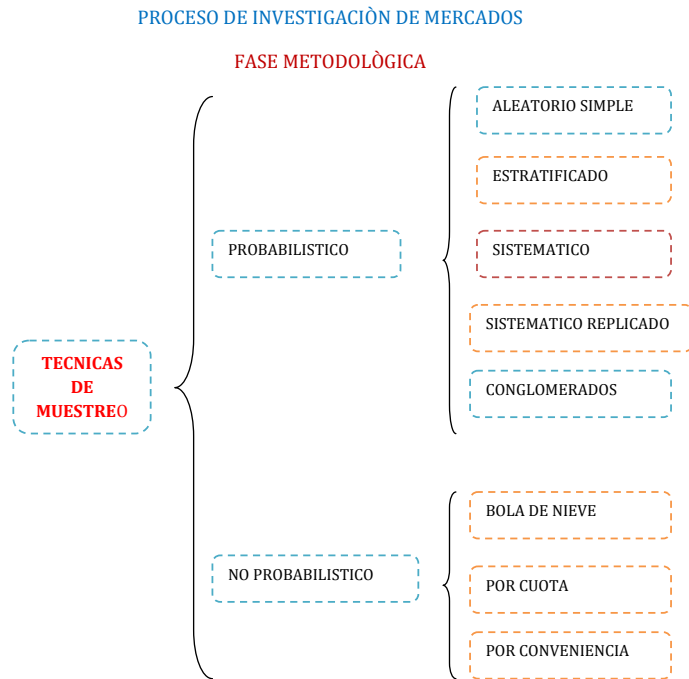 PROCESO DE INVESTIGACIÒN DE MERCADOS
FASE METODOLÒGICA
TECNICAS
DE
MUESTREO
PROBABILISTICO
ALEATORIO SIMPLE
ESTRATIFICADO
SISTEMATICO
SISTEMATICO REPLICADO
CONGLOMERADOS
NO PROBABILISTICO
BOLA DE NIEVE
POR CUOTA
POR CONVENIENCIA